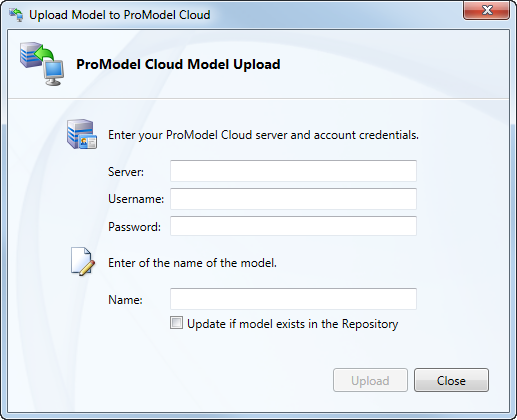 Upload Model to ProModel Cloud
ProModel Cloud Model Upload
Enter your ProModel Cloud server and account credentials.
Server:
Username:
Password:
Enter of the name of the model.
Name:
Update if model exists in the Repository
Upload Close